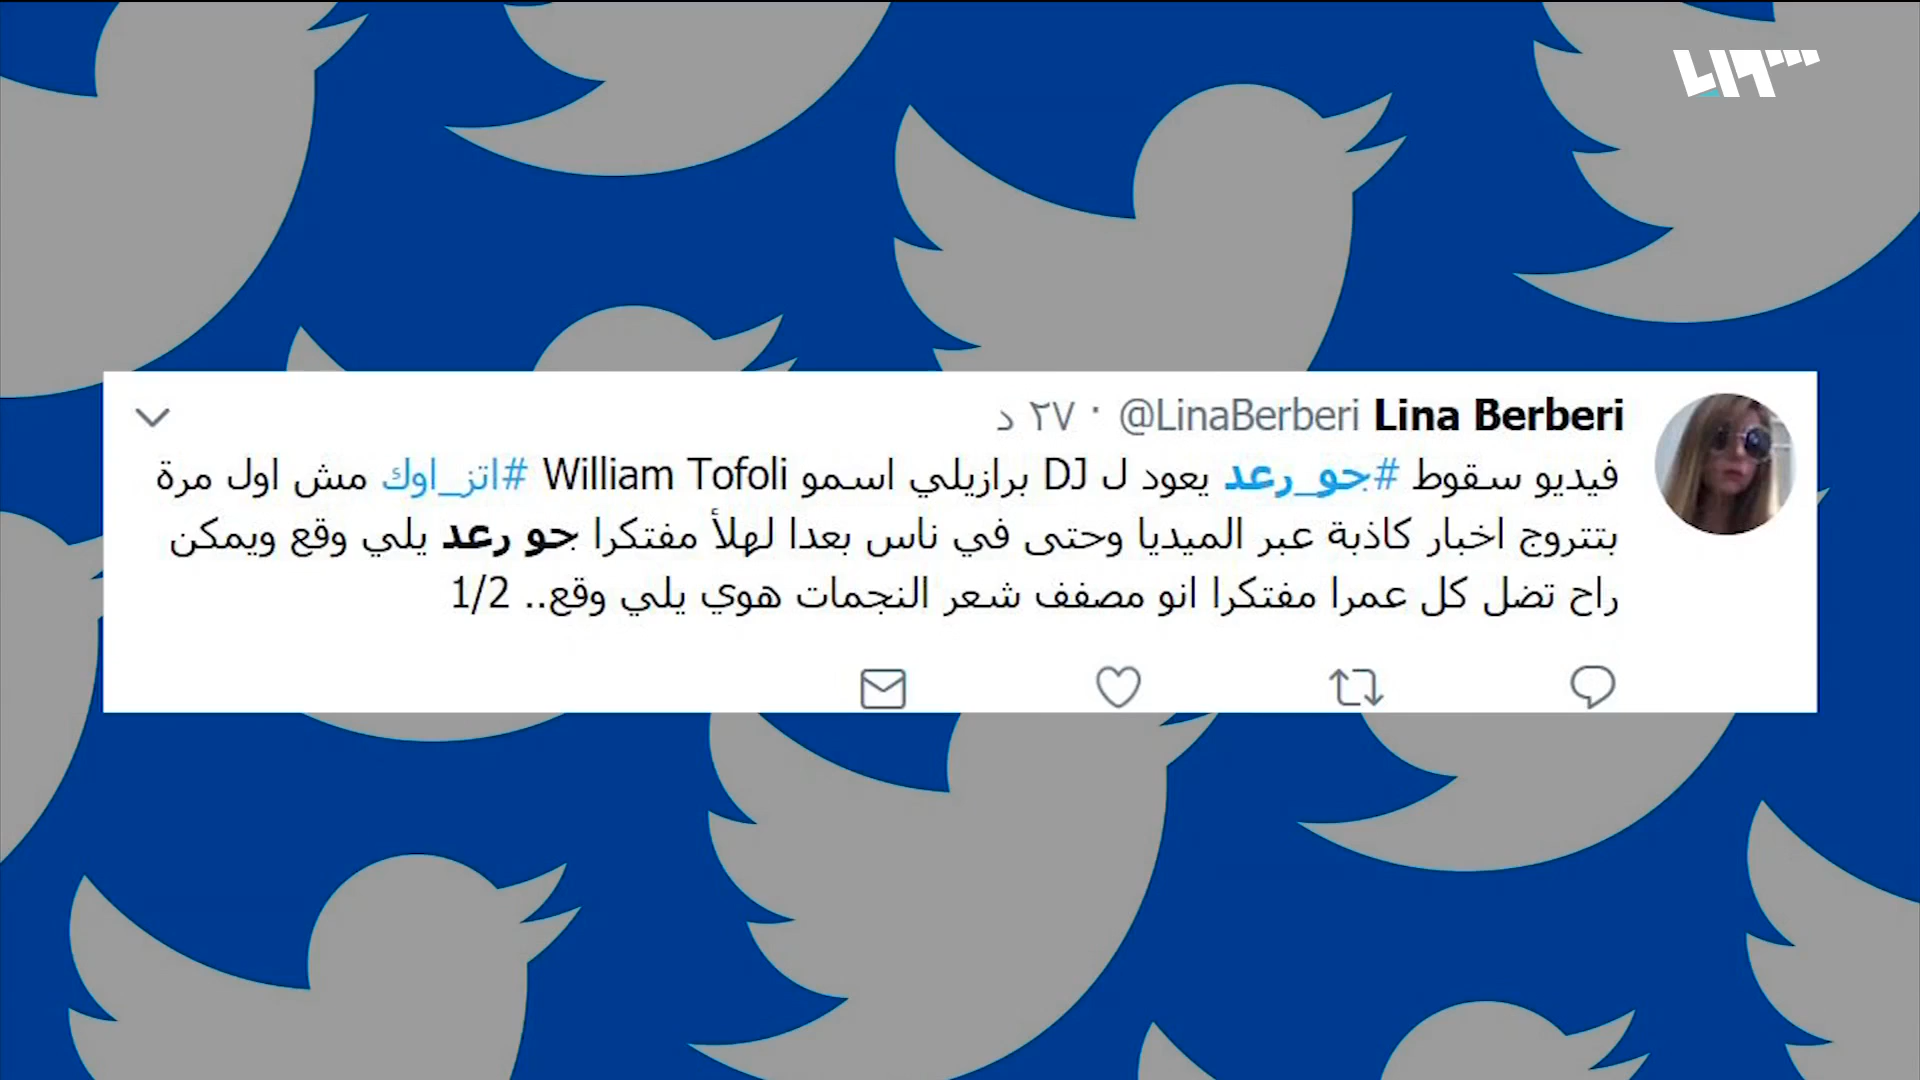 Lina Berberi @LinaBerberi · ٢٧ د
فيديو سقوط #جو_رعد يعود ل DJ برازيلي اسمو William Tofoli #اتز_اوك مش اول مرة
بتتروج اخبار كاذبة عبر الميديا وحتى في ناس بعدا لهلأ مفتكرا جو رعد يلي وقع ويمكن
راح تضل كل عمرا مفتكرا انو مصفف شعر النجمات هوي يلي وقع.. 1/2